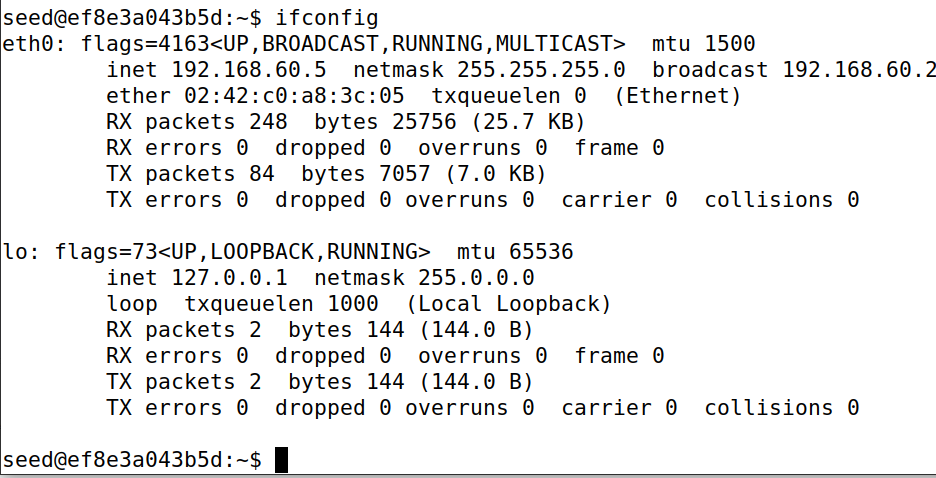 seed@ef8e3a043b5d:~$ ifconfig
eth0: flags=4163<UP,BROADCAST,RUNNING,MULTICAST>  mtu 1500
        inet 192.168.60.5  netmask 255.255.255.0  broadcast 192.168.60.2
        ether 02:42:c0:a8:3c:05  txqueuelen 0  (Ethernet)
        RX packets 248  bytes 25756 (25.7 KB)
        RX errors 0  dropped 0  overruns 0  frame 0
        TX packets 84  bytes 7057 (7.0 KB)
        TX errors 0  dropped 0 overruns 0  carrier 0  collisions 0

lo: flags=73<UP,LOOPBACK,RUNNING>  mtu 65536
        inet 127.0.0.1  netmask 255.0.0.0
        loop  txqueuelen 1000  (Local Loopback)
        RX packets 2  bytes 144 (144.0 B)
        RX errors 0  dropped 0  overruns 0  frame 0
        TX packets 2  bytes 144 (144.0 B)
        TX errors 0  dropped 0 overruns 0  carrier 0  collisions 0

seed@ef8e3a043b5d:~$